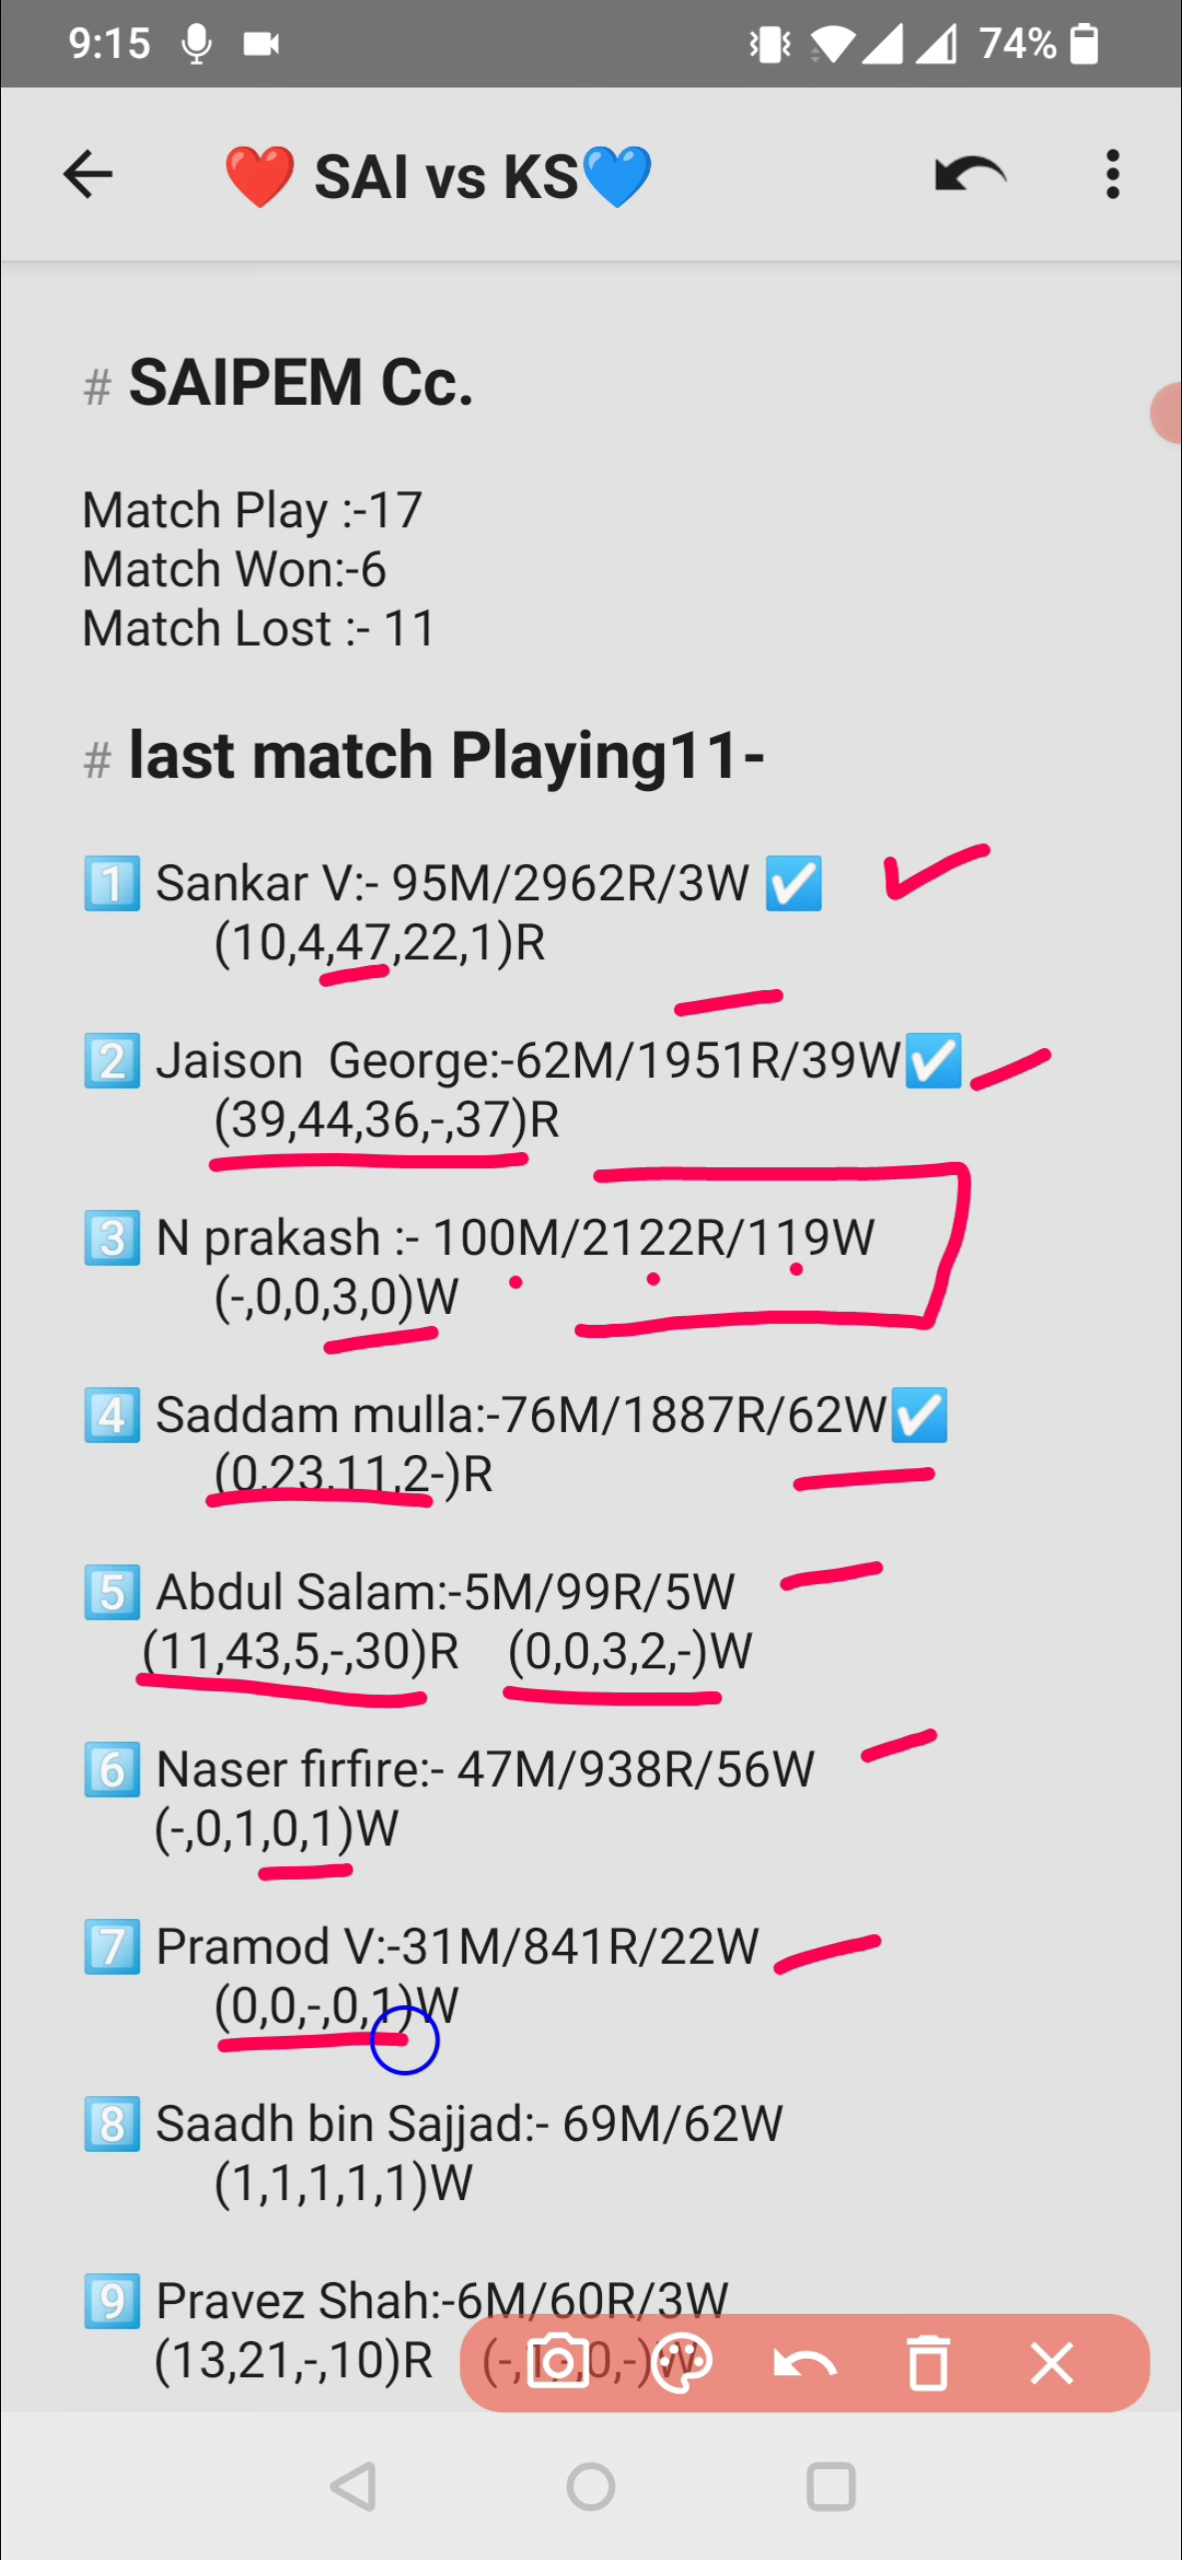 9:15 74%
❤️ SAI vs KS💙
# SAIPEM Cc.
Match Play :-17
Match Won:-6
Match Lost :- 11
# last match Playing11-
1️⃣ Sankar V:- 95M/2962R/3W ☑️
(10,4,47,22,1)R
2️⃣ Jaison  George:-62M/1951R/39W☑️
(39,44,36,-,37)R
3️⃣ N prakash :- 100M/2122R/119W
(-,0,0,3,0)W
4️⃣ Saddam mulla:-76M/1887R/62W☑️
(0,23,11,2-)R
5️⃣ Abdul Salam:-5M/99R/5W
(11,43,5,-,30)R (0,0,3,2,-)W
6️⃣ Naser firfire:- 47M/938R/56W
(-,0,1,0,1)W
7️⃣ Pramod V:-31M/841R/22W
(0,0,-,0,1)W
8️⃣ Saadh bin Sajjad:- 69M/62W
(1,1,1,1,1)W
9️⃣ Pravez Shah:-6M/60R/3W
(13,21,-,10)R (-,1,-,0,-)W